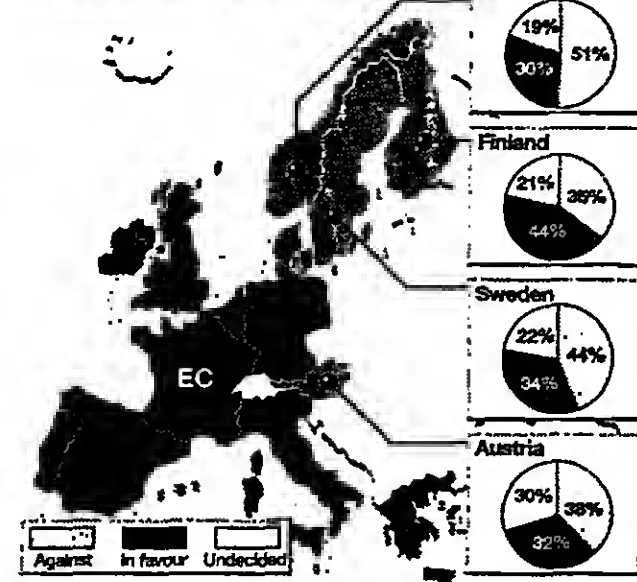 19%
51%
30%
Finland
21%
35%
44%
Sweden
22%
44%
34%
EC
Austria
30%
38%
32%
Against
In favour
Undecided